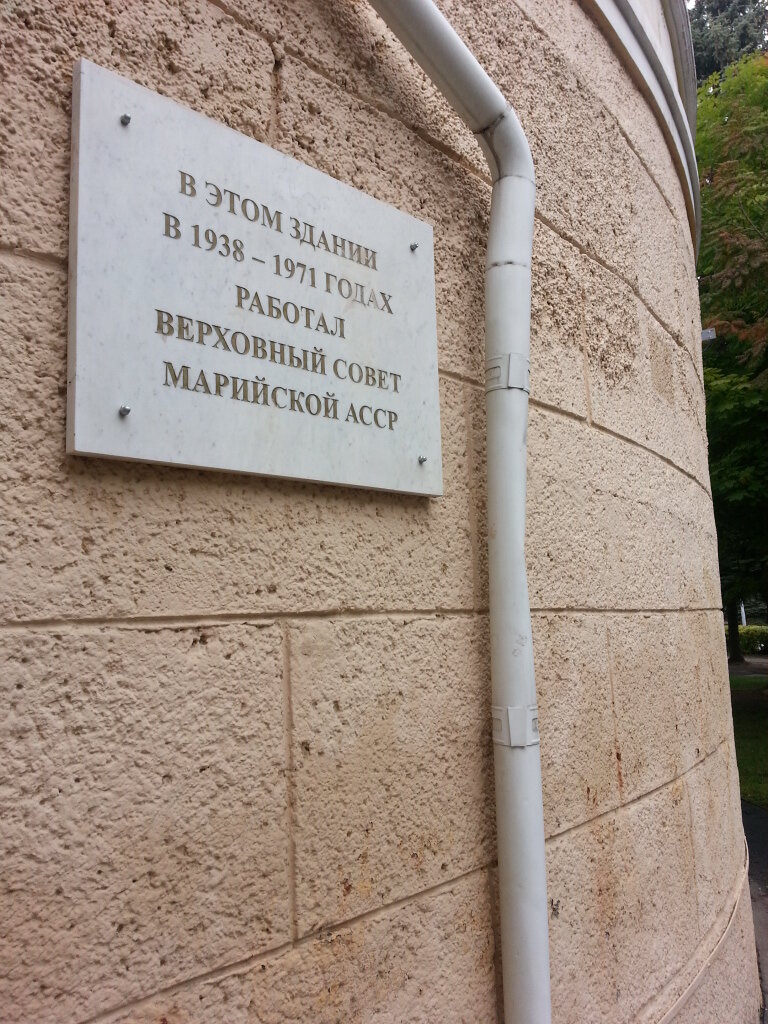 В ЭТОМ ЗДАНИИ
В 1938 – 1971 ГОДАХ
РАБОТАЛ
ВЕРХОВНЫЙ СОВЕТ
МАРИЙСКОЙ АССР